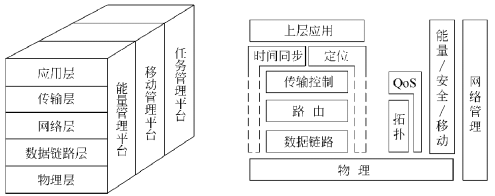 应用层
传输层
网络层
数据链路层
物理层
能量管理平台
移动管理平台
任务管理平台
上层应用
时间同步
定位
传输控制
路由
数据链路
物理
QoS
拓扑
能量/安全/移动
网络管理